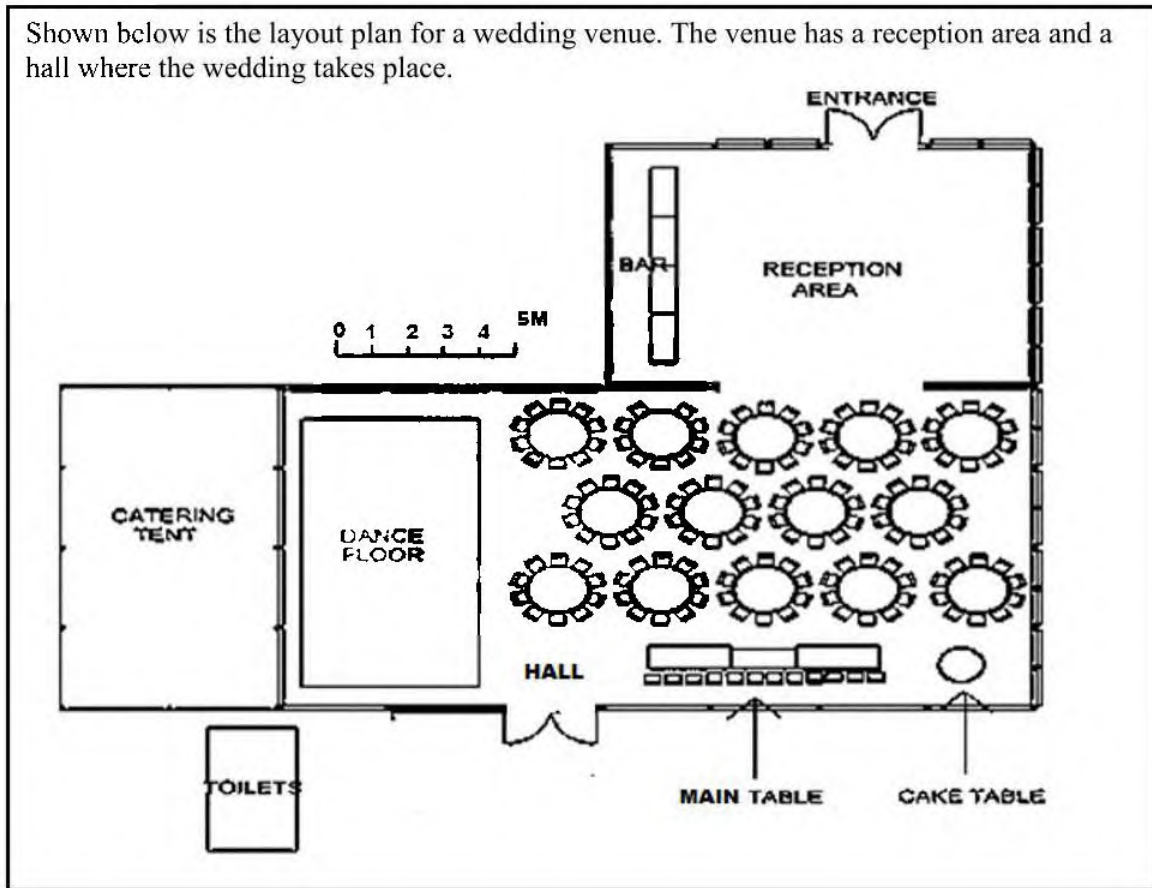 Shown below is the layout plan for a wedding venue. The venue has a reception area and a
hall where the wedding takes place.
ENTRANCE
BAR
RECEPTION
AREA
0 1 2 3 4 5M
CATERING
TENT
DANCE
FLOOR
HALL
TOILETS
MAIN TABLE
CAKE TABLE